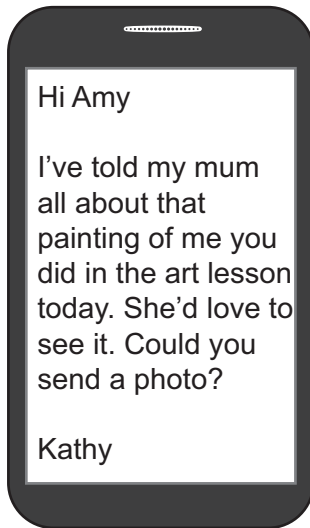 Hi Amy
I’ve told my mum
all about that
painting of me you
did in the art lesson
today. She’d love to
see it. Could you
send a photo?
Kathy